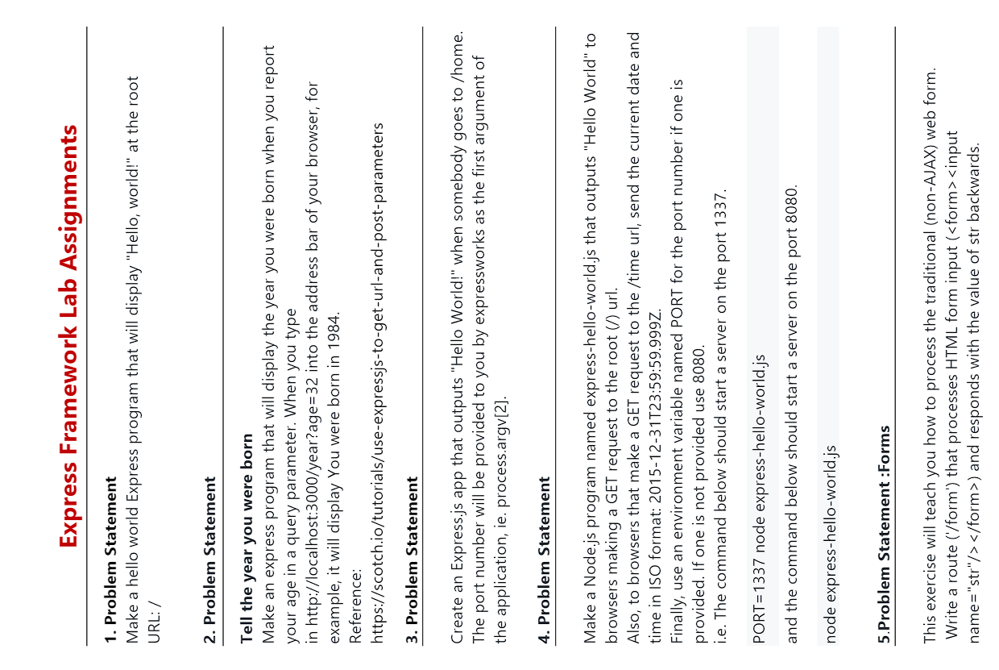 Express Framework Lab Assignments
1. Problem Statement
Make a hello world Express program that will display "Hello, world!" at the root
URL: /
2. Problem Statement
Tell the year you were born
Make an express program that will display the year you were born when you report
your age in a query parameter. When you type
in http://localhost:3000/year?age=32 into the address bar of your browser, for
example, it will display You were born in 1984.
Reference:
https://scotch.io/tutorials/use-expressjs-to-get-url-and-post-parameters
3. Problem Statement
Create an Express.js app that outputs "Hello World!" when somebody goes to /home.
The port number will be provided to you by expressworks as the first argument of
the application, ie. process.argv[2].
4. Problem Statement
Make a Node.js program named express-hello-world.js that outputs "Hello World" to
browsers making a GET request to the root (/) url.
Also, to browsers that make a GET request to the /time url, send the current date and
time in ISO format: 2015-12-31T23:59:59.999Z.
Finally, use an environment variable named PORT for the port number if one is
provided. If one is not provided use 8080.
i.e. The command below should start a server on the port 1337.
PORT=1337 node express-hello-world.js
and the command below should start a server on the port 8080.
node express-hello-world.js
5.Problem Statement :Forms
This exercise will teach you how to process the traditional (non-AJAX) web form.
Write a route ('/form') that processes HTML form input (<form><input
name="str"/></form>) and responds with the value of str backwards.